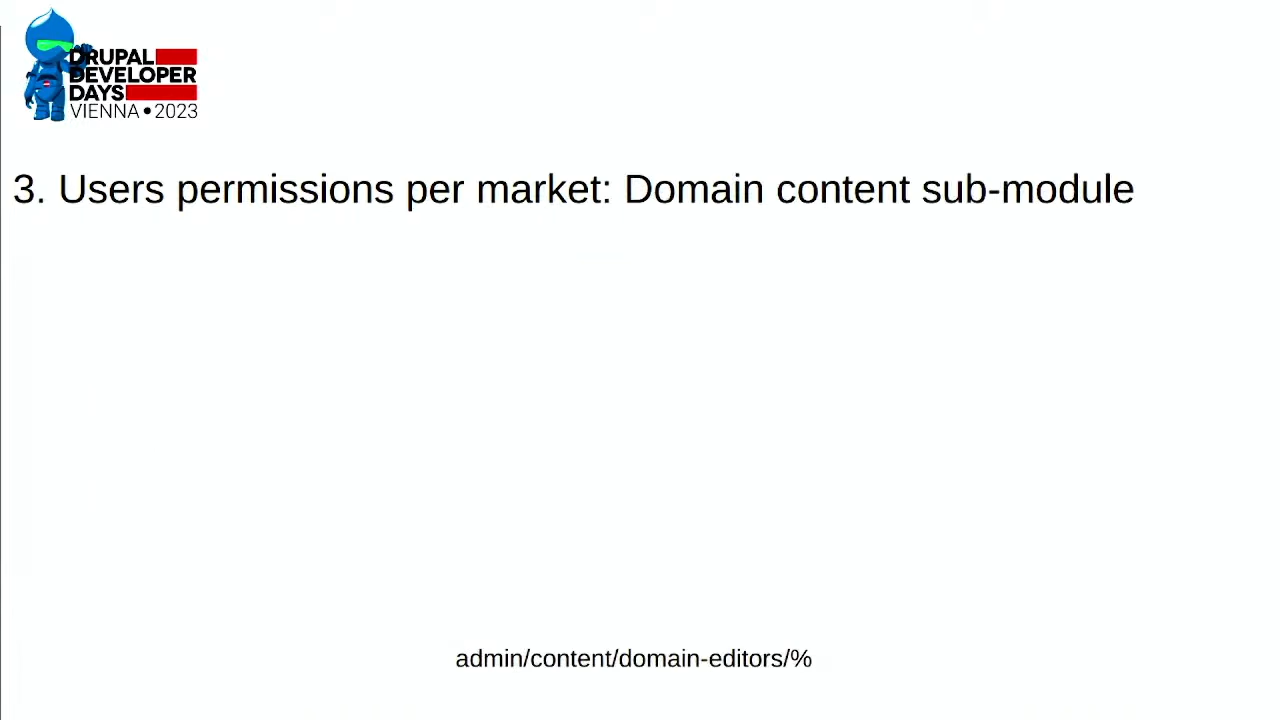 DRUPAL
DEVELOPER
DAYS
VIENNA • 2023
3. Users permissions per market: Domain content sub-module
admin/content/domain-editors/%